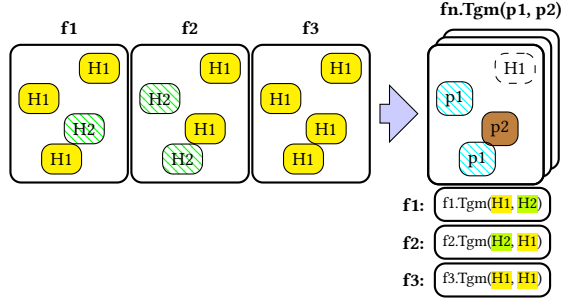 f1
f2
f3
fn.Tgm(p1, p2)
H1
H1
H2
H1
H1
H2
H1
H2
H1
H1
H1
H1
H1
p1
p2
p1
f1: f1.Tgm(H1, H2)
f2: f2.Tgm(H2, H1)
f3: f3.Tgm(H1, H1)